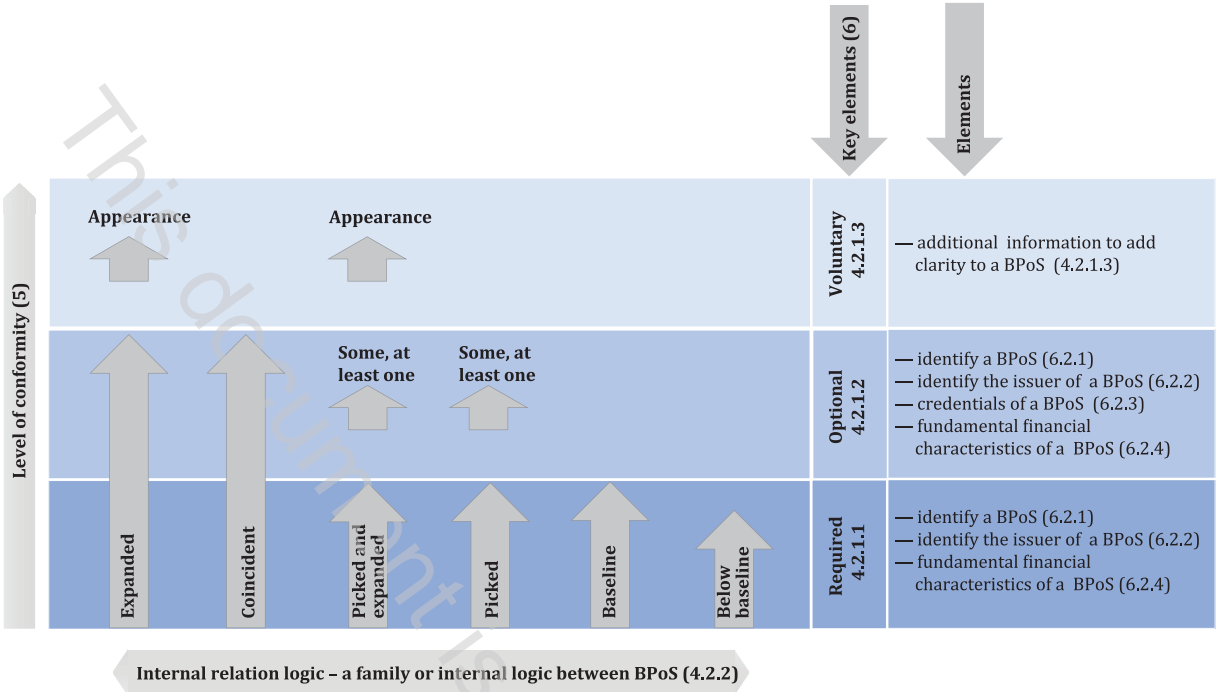 Key elements (6)
Elements
Level of conformity (5)
Appearance
Appearance
Voluntary
4.2.1.3
— additional information to add
clarity to a BPoS (4.2.1.3)
Some, at
least one
Some, at
least one
Optional
4.2.1.2
— identify a BPoS (6.2.1)
— identify the issuer of a BPoS (6.2.2)
— credentials of a BPoS (6.2.3)
— fundamental financial
characteristics of a BPoS (6.2.4)
Expanded
Coincident
Picked and
expanded
Picked
Baseline
Below
baseline
Required
4.2.1.1
— identify a BPoS (6.2.1)
— identify the issuer of a BPoS (6.2.2)
— fundamental financial
characteristics of a BPoS (6.2.4)
Internal relation logic – a family or internal logic between BPoS (4.2.2)
This document is